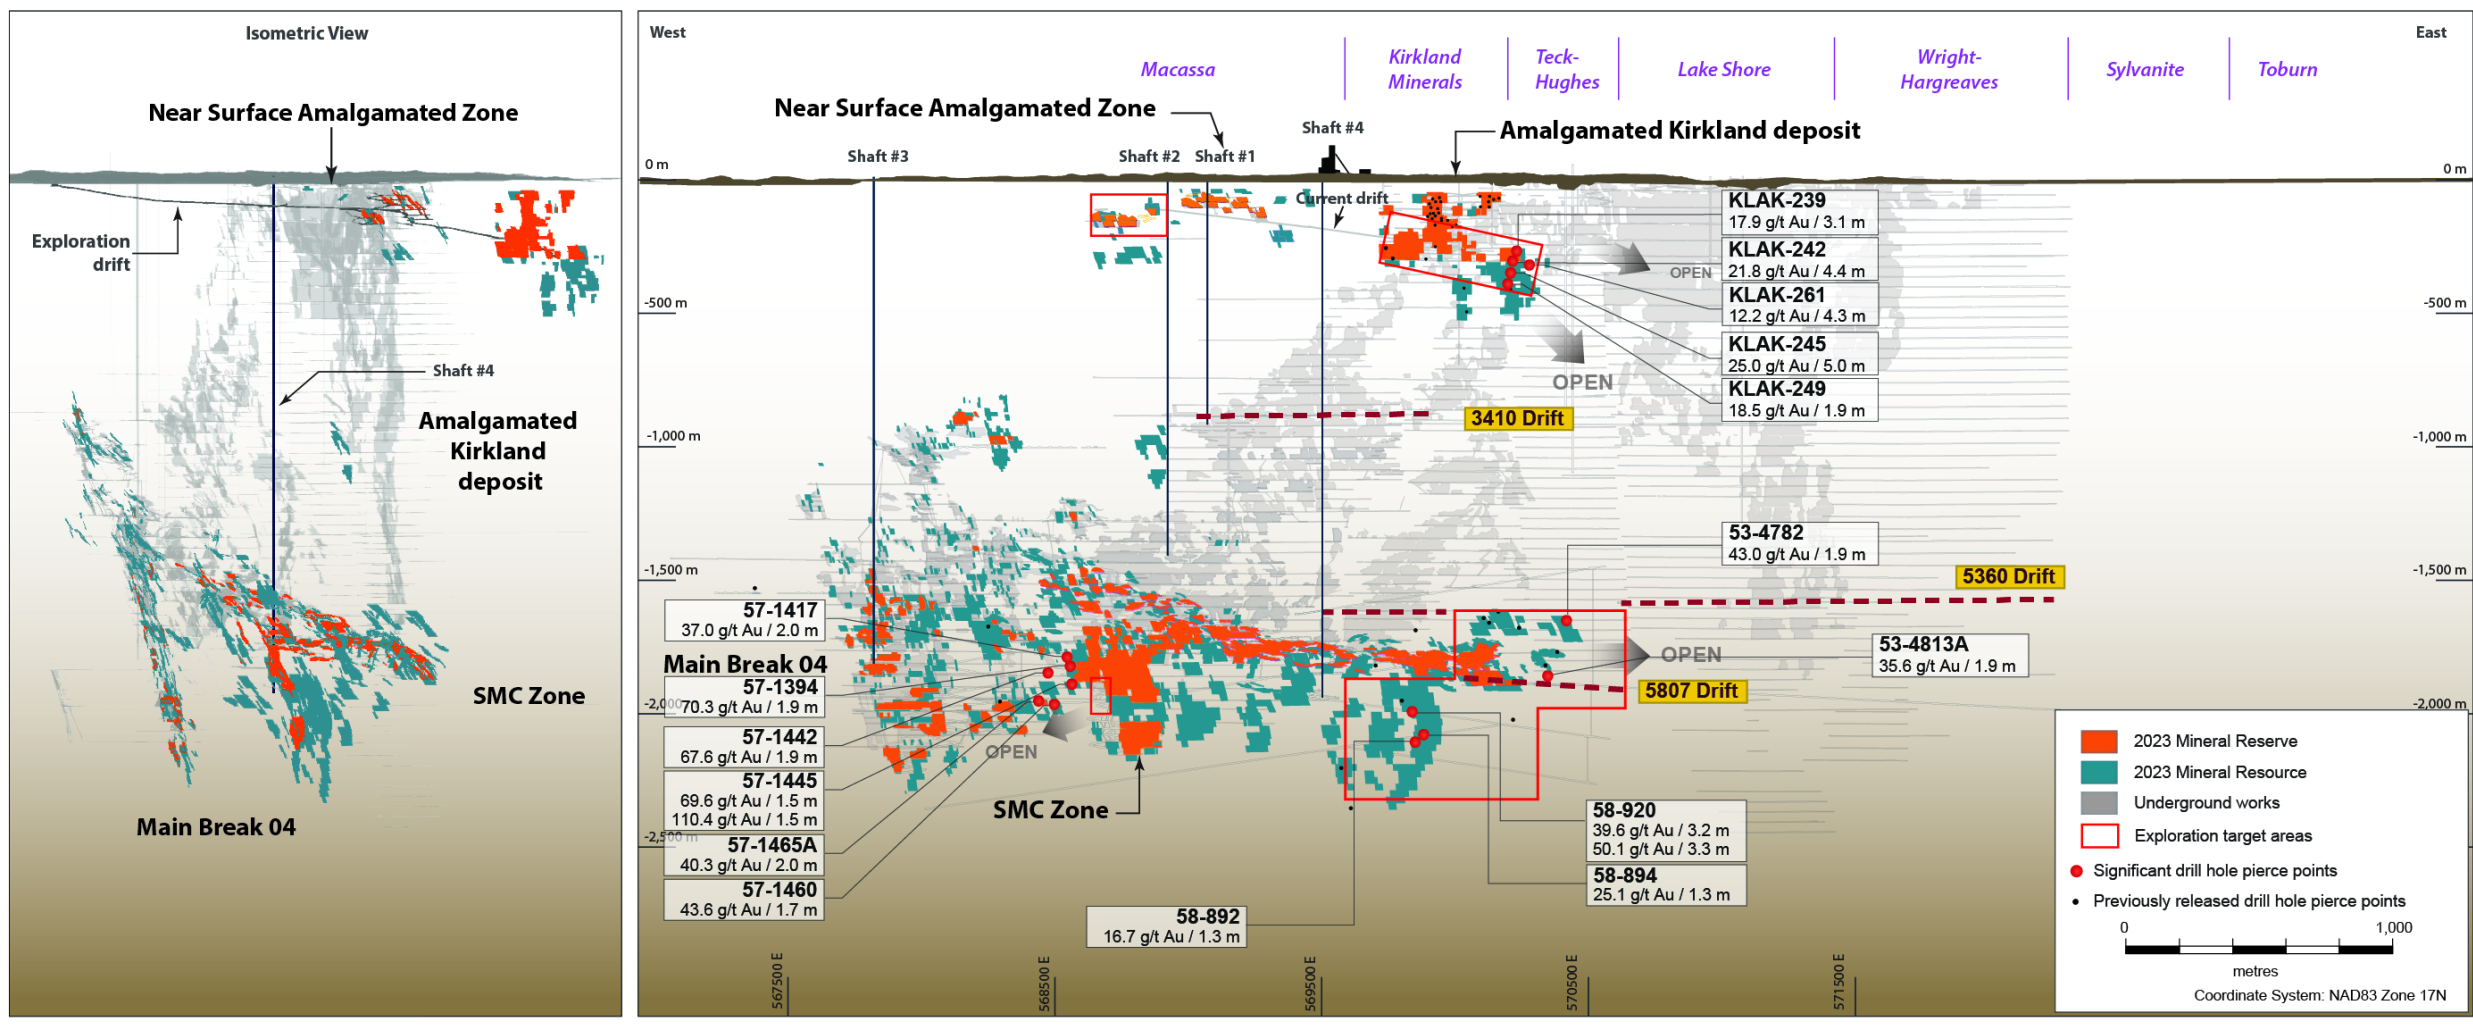 Isometric View
Near Surface Amalgamated Zone
Exploration
drift
Shaft #4
Amalgamated
Kirkland
deposit
SMC Zone
Main Break 04
West
East
Macassa
Kirkland
Minerals
Teck-
Hughes
Lake Shore
Wright-
Hargreaves
Sylvanite
Toburn
Near Surface Amalgamated Zone
Amalgamated Kirkland deposit
Shaft #3
Shaft #2
Shaft #1
Shaft #4
0 m
0 m
Current drift
KLAK-239
17.9 g/t Au / 3.1 m
KLAK-242
21.8 g/t Au / 4.4 m
OPEN
KLAK-261
12.2 g/t Au / 4.3 m
-500 m
-500 m
KLAK-245
25.0 g/t Au / 5.0 m
OPEN
KLAK-249
18.5 g/t Au / 1.9 m
3410 Drift
-1,000 m
-1,000 m
53-4782
43.0 g/t Au / 1.9 m
-1,500 m
-1,500 m
5360 Drift
57-1417
37.0 g/t Au / 2.0 m
53-4813A
35.6 g/t Au / 1.9 m
OPEN
Main Break 04
57-1394
70.3 g/t Au / 1.9 m
5807 Drift
-2,000 m
-2,000 m
57-1442
67.6 g/t Au / 1.9 m
OPEN
57-1445
69.6 g/t Au / 1.5 m
110.4 g/t Au / 1.5 m
SMC Zone
-2,500 m
57-1465A
40.3 g/t Au / 2.0 m
57-1460
43.6 g/t Au / 1.7 m
58-920
39.6 g/t Au / 3.2 m
50.1 g/t Au / 3.3 m
58-894
25.1 g/t Au / 1.3 m
58-892
16.7 g/t Au / 1.3 m
567500 E
568500 E
569500 E
570500 E
571500 E
2023 Mineral Reserve
2023 Mineral Resource
Underground works
Exploration target areas
Significant drill hole pierce points
Previously released drill hole pierce points
0
1,000
metres
Coordinate System: NAD83 Zone 17N